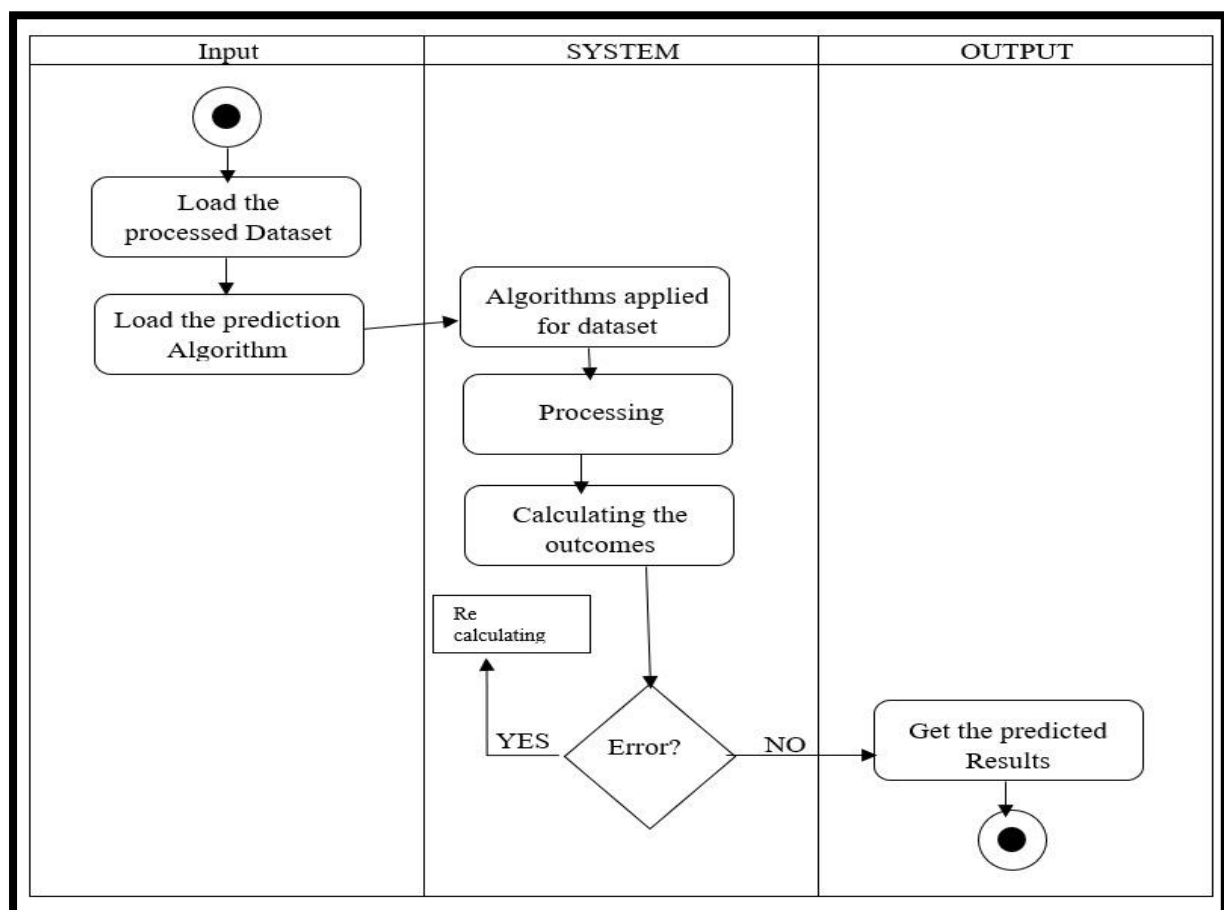 Input
SYSTEM
OUTPUT
Load the
processed Dataset
Load the prediction
Algorithm
Algorithms applied
for dataset
Processing
Calculating the
outcomes
Re
calculating
YES
Error?
NO
Get the predicted
Results